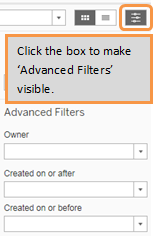 Click the box to make
‘Advanced Filters’
visible.
Advanced Filters
Owner
Created on or after
Created on or before